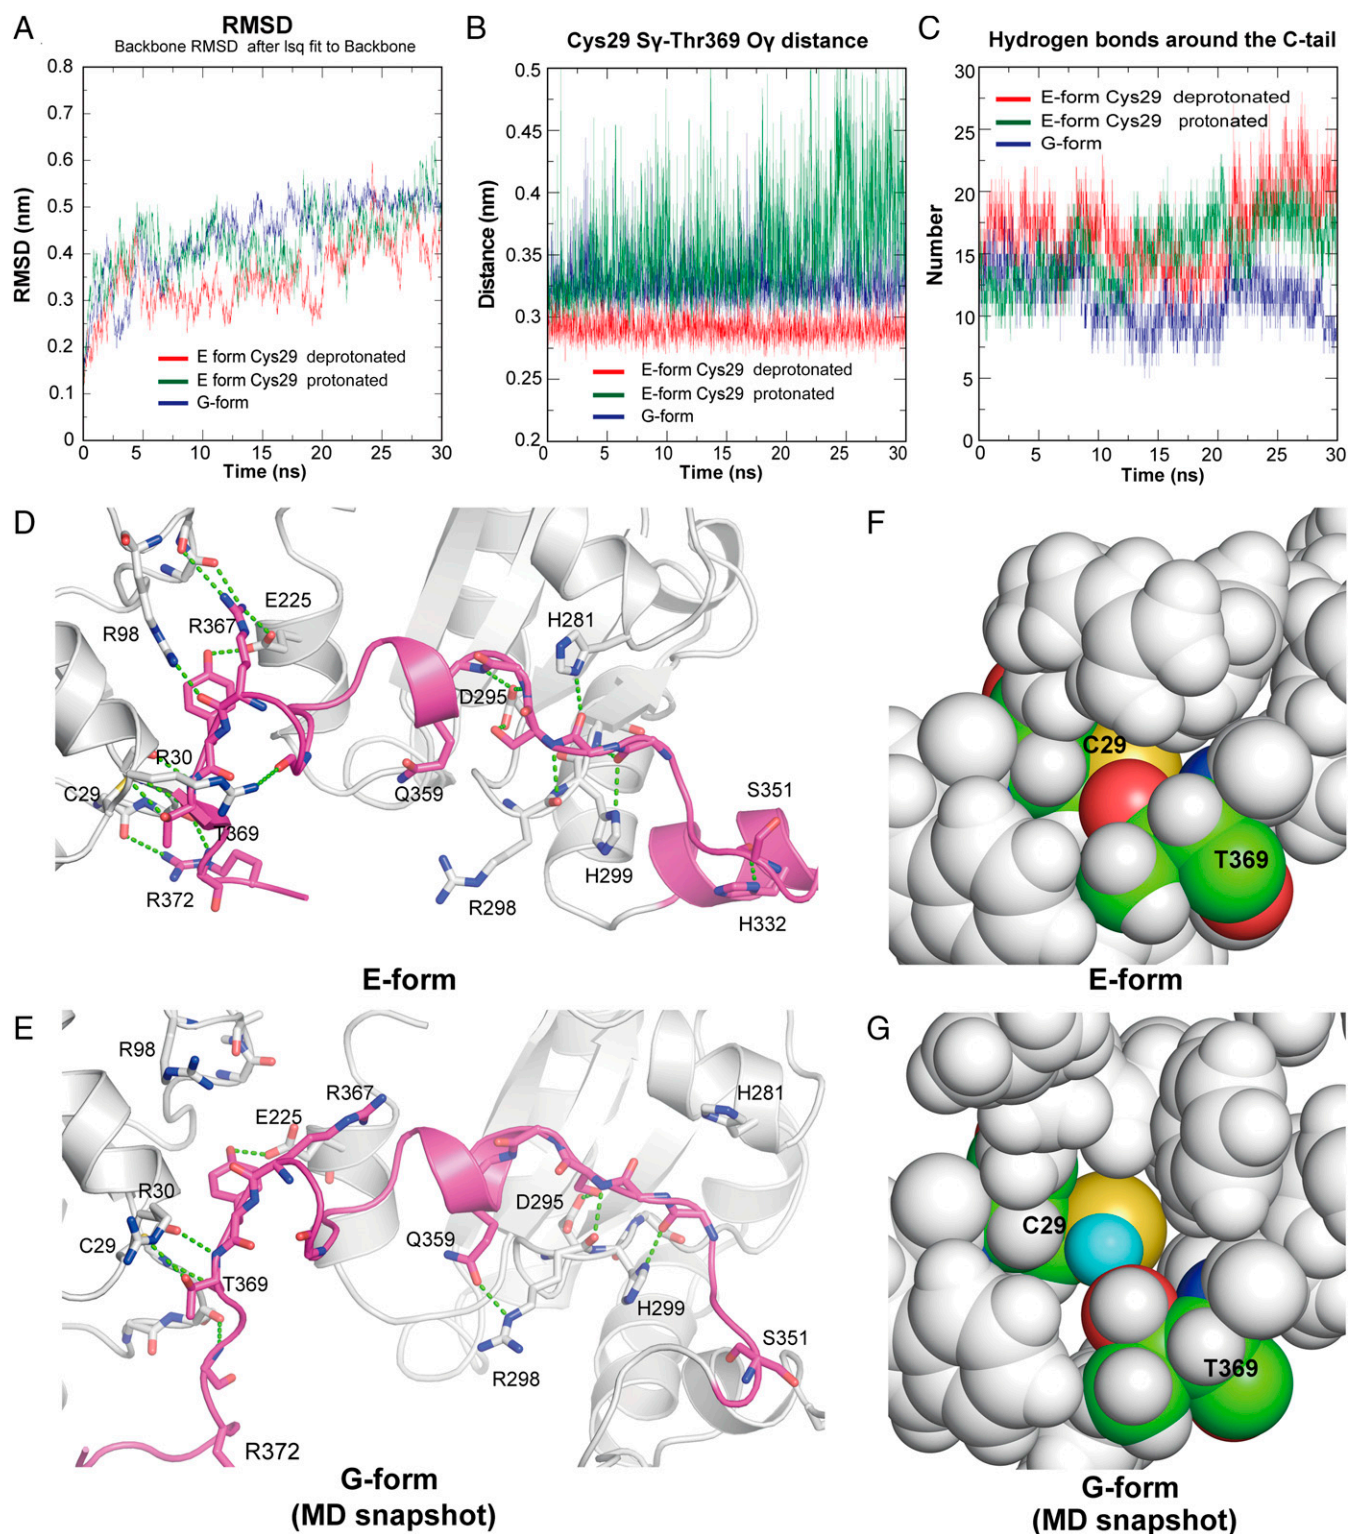 A
RMSD
Backbone RMSD after lsq fit to Backbone
RMSD (nm)
0.8
0.7
0.6
0.5
0.4
0.3
0.2
0.1
0
E form Cys29 deprotonated
E form Cys29 protonated
G-form
0 5 10 15 20 25 30
Time (ns)
B
Cys29 Sγ-Thr369 Oγ distance
Distance (nm)
0.5
0.45
0.4
0.35
0.3
0.25
0.2
E-form Cys29 deprotonated
E-form Cys29 protonated
G-form
0 5 10 15 20 25 30
Time (ns)
C
Hydrogen bonds around the C-tail
Number
30
25
20
15
10
5
0
E-form Cys29 deprotonated
E-form Cys29 protonated
G-form
0 5 10 15 20 25 30
Time (ns)
D
R98
R367
E225
H281
D295
R30
C29
Q359
T369
S351
R372
R298
H299
H332
E-form
F
C29
T369
E-form
E
R98
R367
E225
H281
R30
D295
C29
Q359
T369
H299
S351
R298
R372
G-form
(MD snapshot)
G
C29
T369
G-form
(MD snapshot)